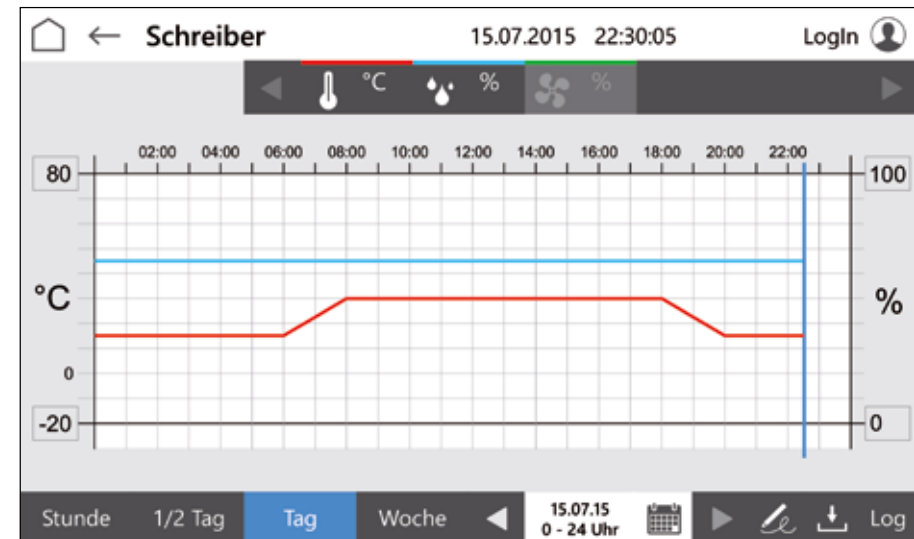 Schreiber 15.07.2015 22:30:05 LogIn
°C % %
02:00 04:00 06:00 08:00 10:00 12:00 14:00 16:00 18:00 20:00 22:00
80 100
°C %
0
-20 0
Stunde 1/2 Tag Tag Woche 15.07.15 Log
0 - 24 Uhr